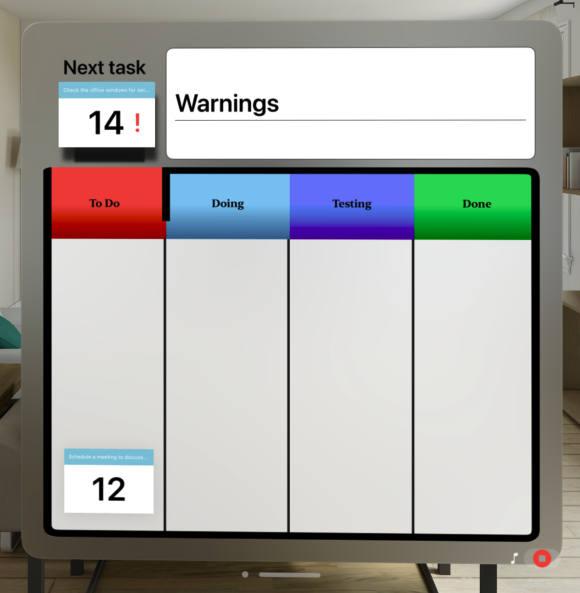 Next task
Check the office windows for sec...
14 !
Warnings
To Do
Doing
Testing
Done
Schedule a meeting to discuss...
12